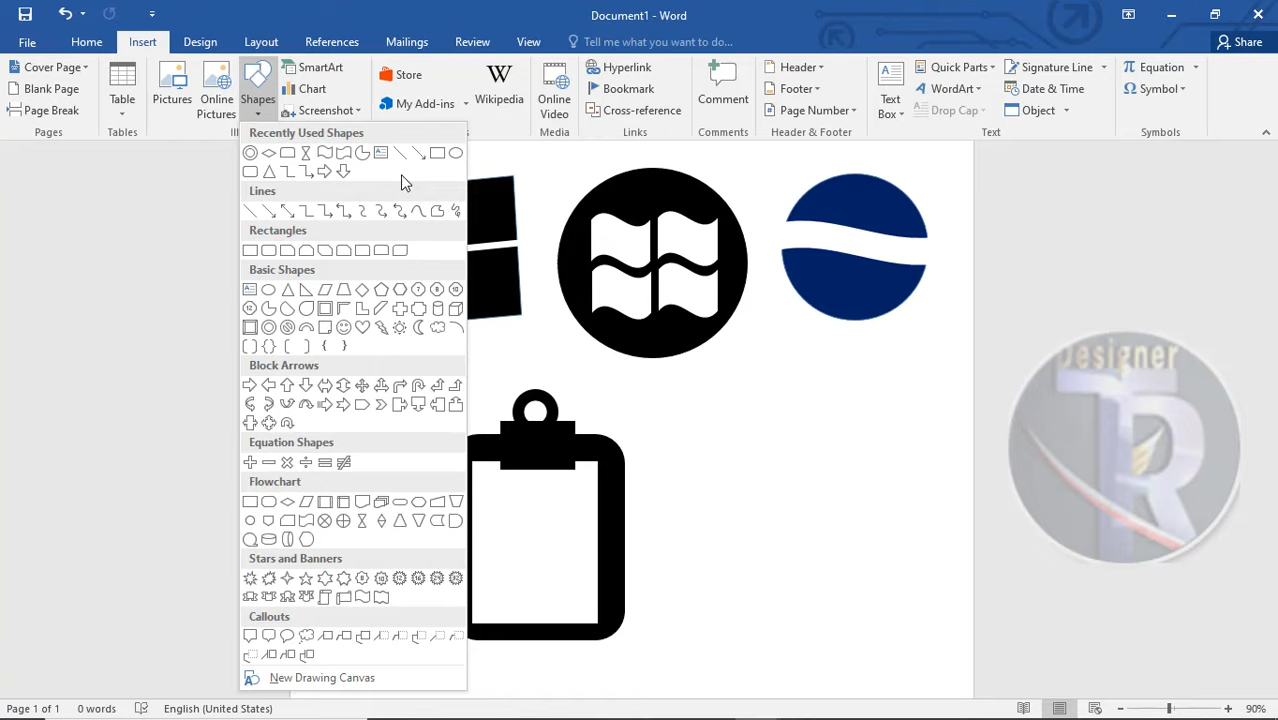 Document1 - Word
File Home Insert Design Layout References Mailings Review View Tell me what you want to do... Share
Cover Page
Blank Page
Page Break
Pages
Table
Tables
Pictures
Online Pictures
Shapes
SmartArt
Chart
Screenshot
Store
My Add-ins
Wikipedia
Online Video
Media
Hyperlink
Bookmark
Cross-reference
Links
Comment
Comments
Header
Footer
Page Number
Header & Footer
Text Box
Quick Parts
WordArt
Drop Cap
Signature Line
Date & Time
Object
Text
Equation
Symbol
Symbols
Recently Used Shapes
Lines
Rectangles
Basic Shapes
Block Arrows
Equation Shapes
Flowchart
Stars and Banners
Callouts
New Drawing Canvas
Designer
TR
Page 1 of 1 0 words English (United States) 90%